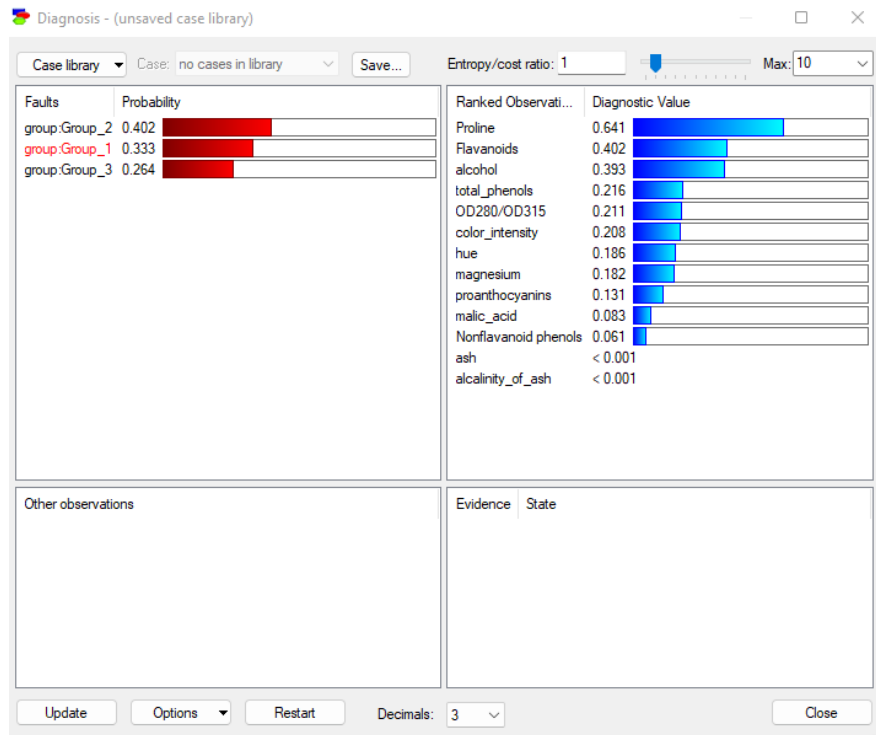 Diagnosis - (unsaved case library)
Case library Case: no cases in library Save... Entropy/cost ratio: 1 Max: 10
Faults Probability
group:Group_2 0.402
group:Group_1 0.333
group:Group_3 0.264
Ranked Observati... Diagnostic Value
Proline 0.641
Flavanoids 0.402
alcohol 0.393
total_phenols 0.216
OD280/OD315 0.211
color_intensity 0.208
hue 0.186
magnesium 0.182
proanthocyanins 0.131
malic_acid 0.083
Nonflavanoid phenols 0.061
ash < 0.001
alcalinity_of_ash < 0.001
Other observations
Evidence State
Update Options Restart Decimals: 3 Close